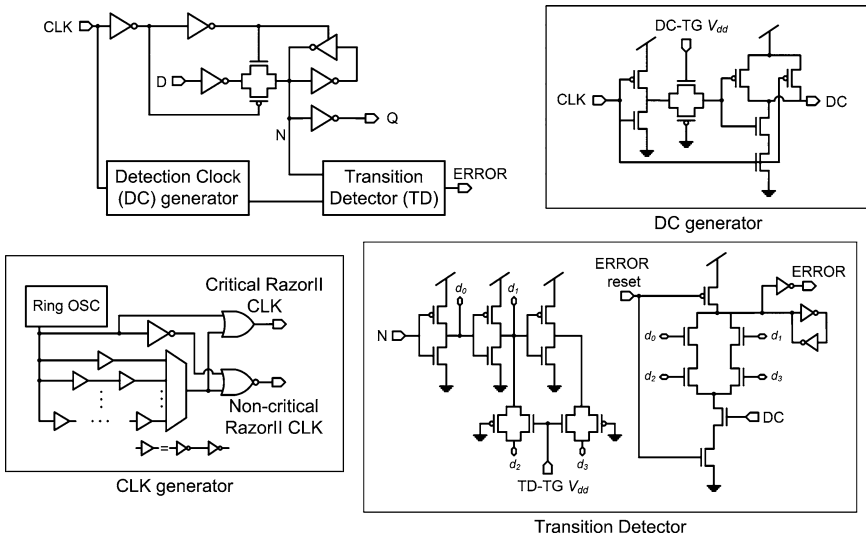 CLK
D
N
Q
Detection Clock
(DC) generator
Transition
Detector (TD)
ERROR
DC-TG Vdd
CLK
DC
DC generator
Ring OSC
Critical RazorII
CLK
Non-critical
RazorII CLK
=
CLK generator
N
d0
d1
d2
d3
TD-TG Vdd
ERROR
reset
ERROR
d0
d1
d2
d3
DC
Transition Detector